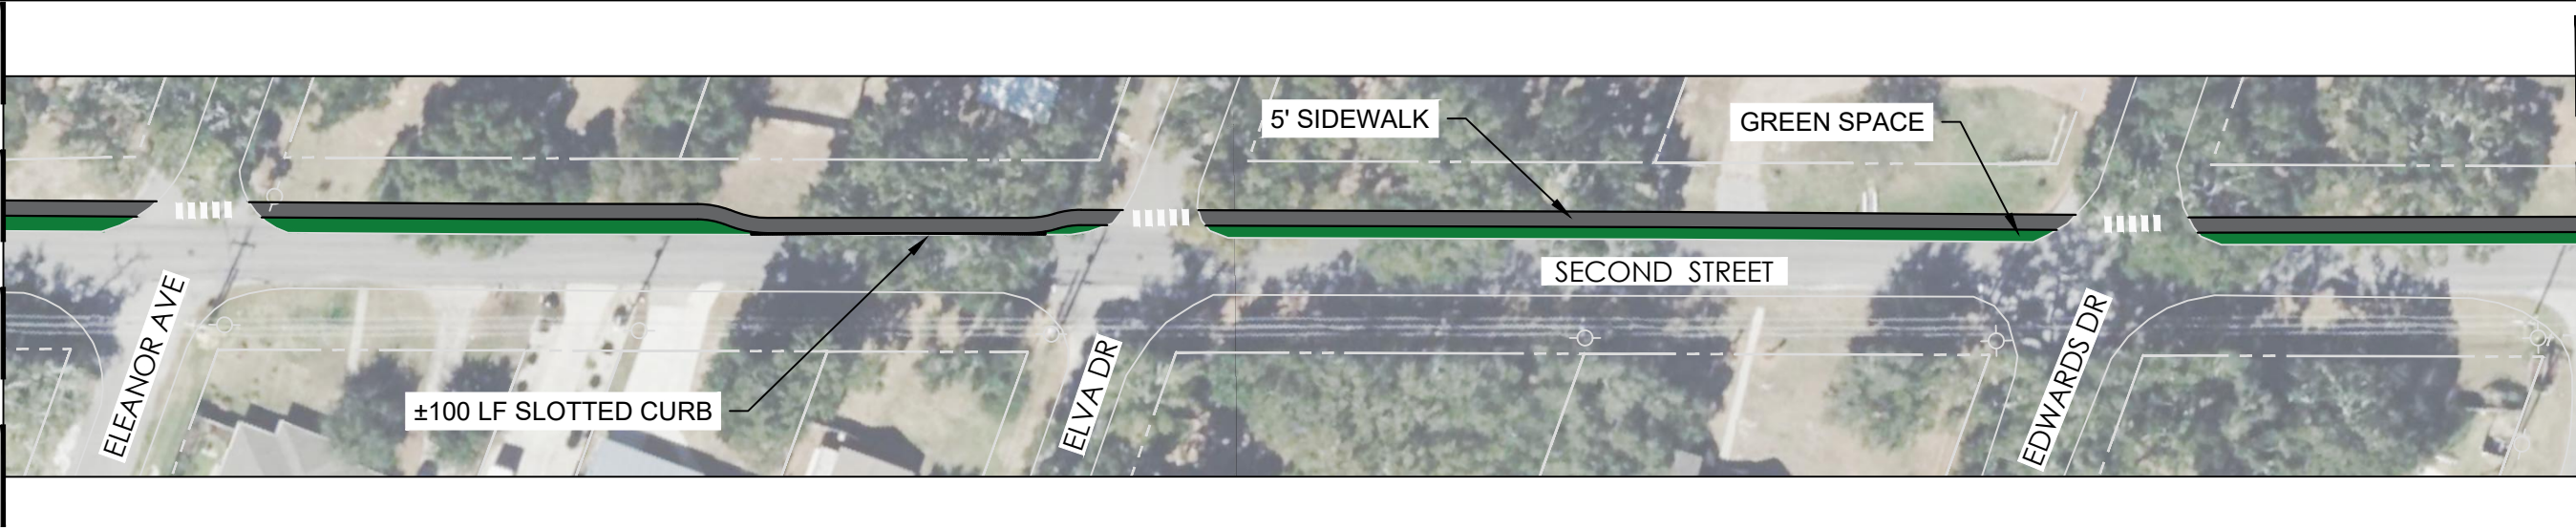 5' SIDEWALK
GREEN SPACE
SECOND STREET
ELEANOR AVE
±100 LF SLOTTED CURB
ELVA DR
EDWARDS DR